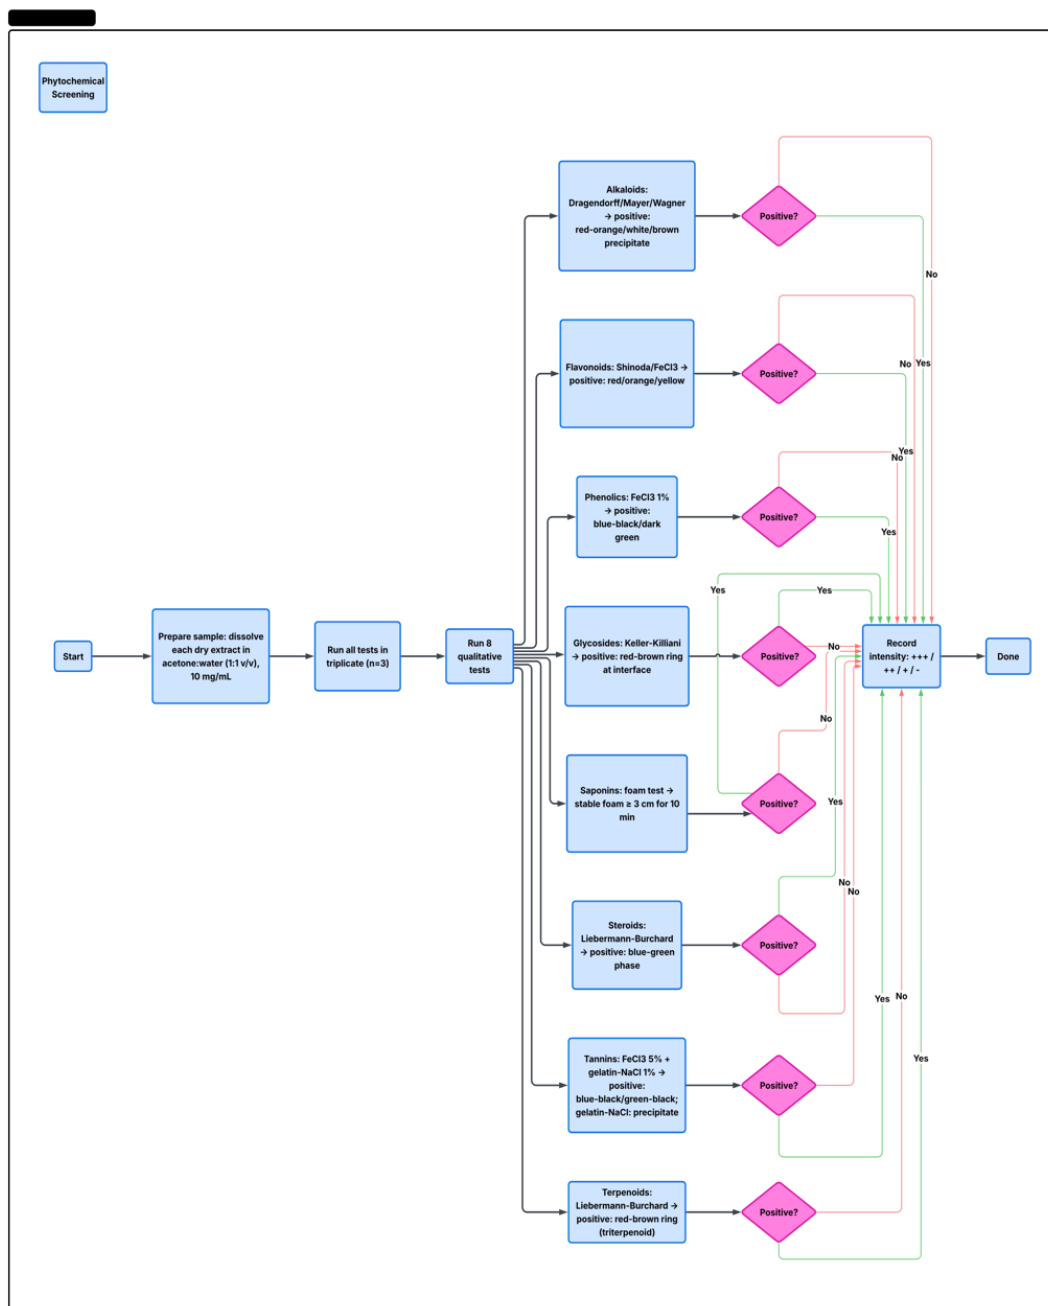 Phytochemical
Screening
Start
Prepare sample: dissolve
each dry extract in
acetone:water (1:1 v/v),
10 mg/mL
Run all tests in
triplicate (n=3)
Run 8
qualitative
tests
Alkaloids:
Dragendorff/Mayer/Wagner
→ positive:
red-orange/white/brown
precipitate
Positive?
No
Yes
Flavonoids: Shinoda/FeCl3 →
positive: red/orange/yellow
Positive?
No
Yes
Phenolics: FeCl3 1%
→ positive:
blue-black/dark
green
Positive?
No
Yes
Glycosides: Keller-Killiani
→ positive: red-brown ring
at interface
Positive?
Yes
No
Saponins: foam test →
stable foam ≥ 3 cm for 10
min
Positive?
Yes
No
Steroids:
Liebermann-Burchard
→ positive: blue-green
phase
Positive?
Yes
No
Tannins: FeCl3 5% +
gelatin-NaCl 1% →
positive:
blue-black/green-black;
gelatin-NaCl: precipitate
Positive?
No
Yes
Terpenoids:
Liebermann-Burchard →
positive: red-brown ring
(triterpenoid)
Positive?
No
Yes
Record
intensity: +++ /
++ / + / -
Done